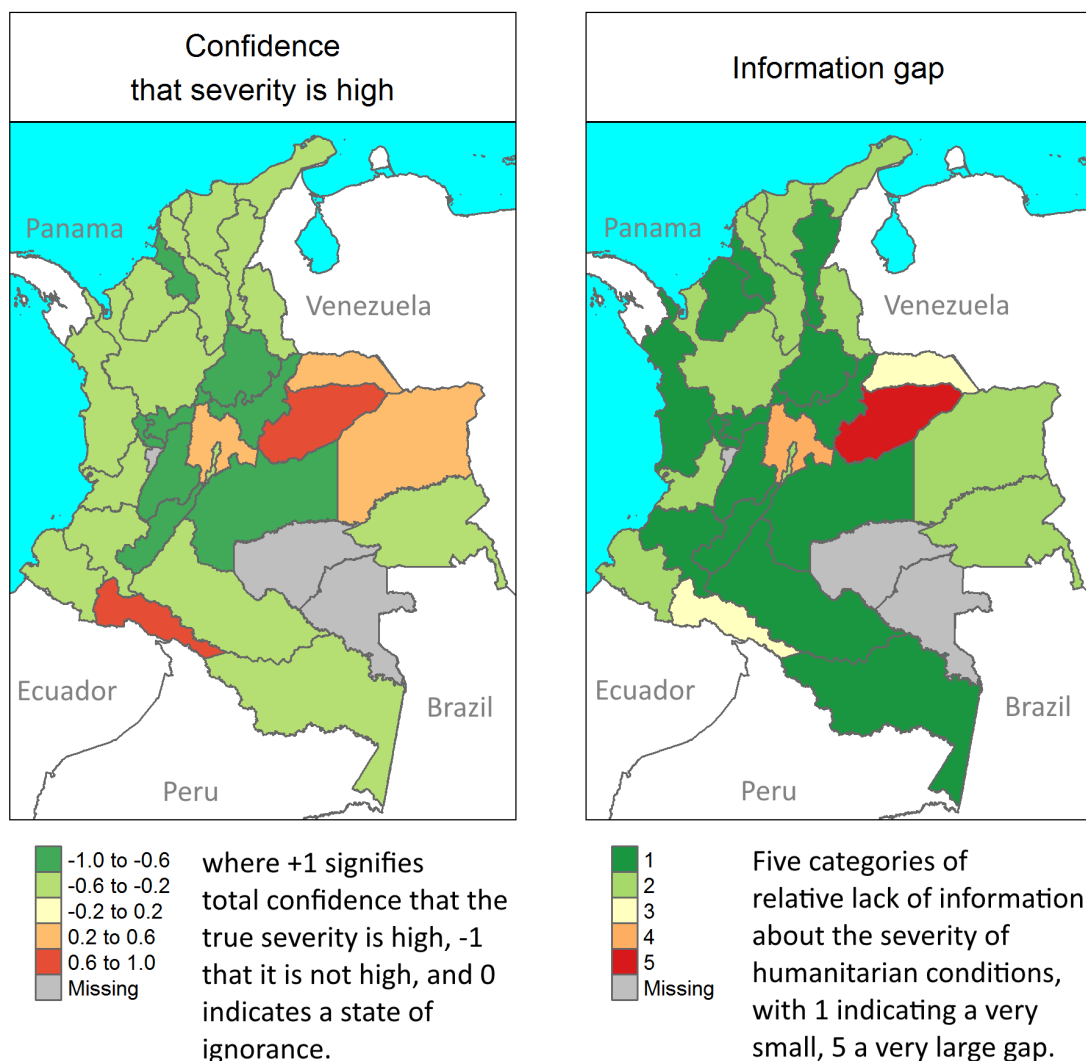 Confidence
that severity is high
Panama
Venezuela
Ecuador
Brazil
Peru
-1.0 to -0.6
-0.6 to -0.2
-0.2 to 0.2
0.2 to 0.6
0.6 to 1.0
Missing
where +1 signifies
total confidence that the
true severity is high, -1
that it is not high, and 0
indicates a state of
ignorance.
Information gap
Panama
Venezuela
Ecuador
Brazil
Peru
1
2
3
4
5
Missing
Five categories of
relative lack of information
about the severity of
humanitarian conditions,
with 1 indicating a very
small, 5 a very large gap.